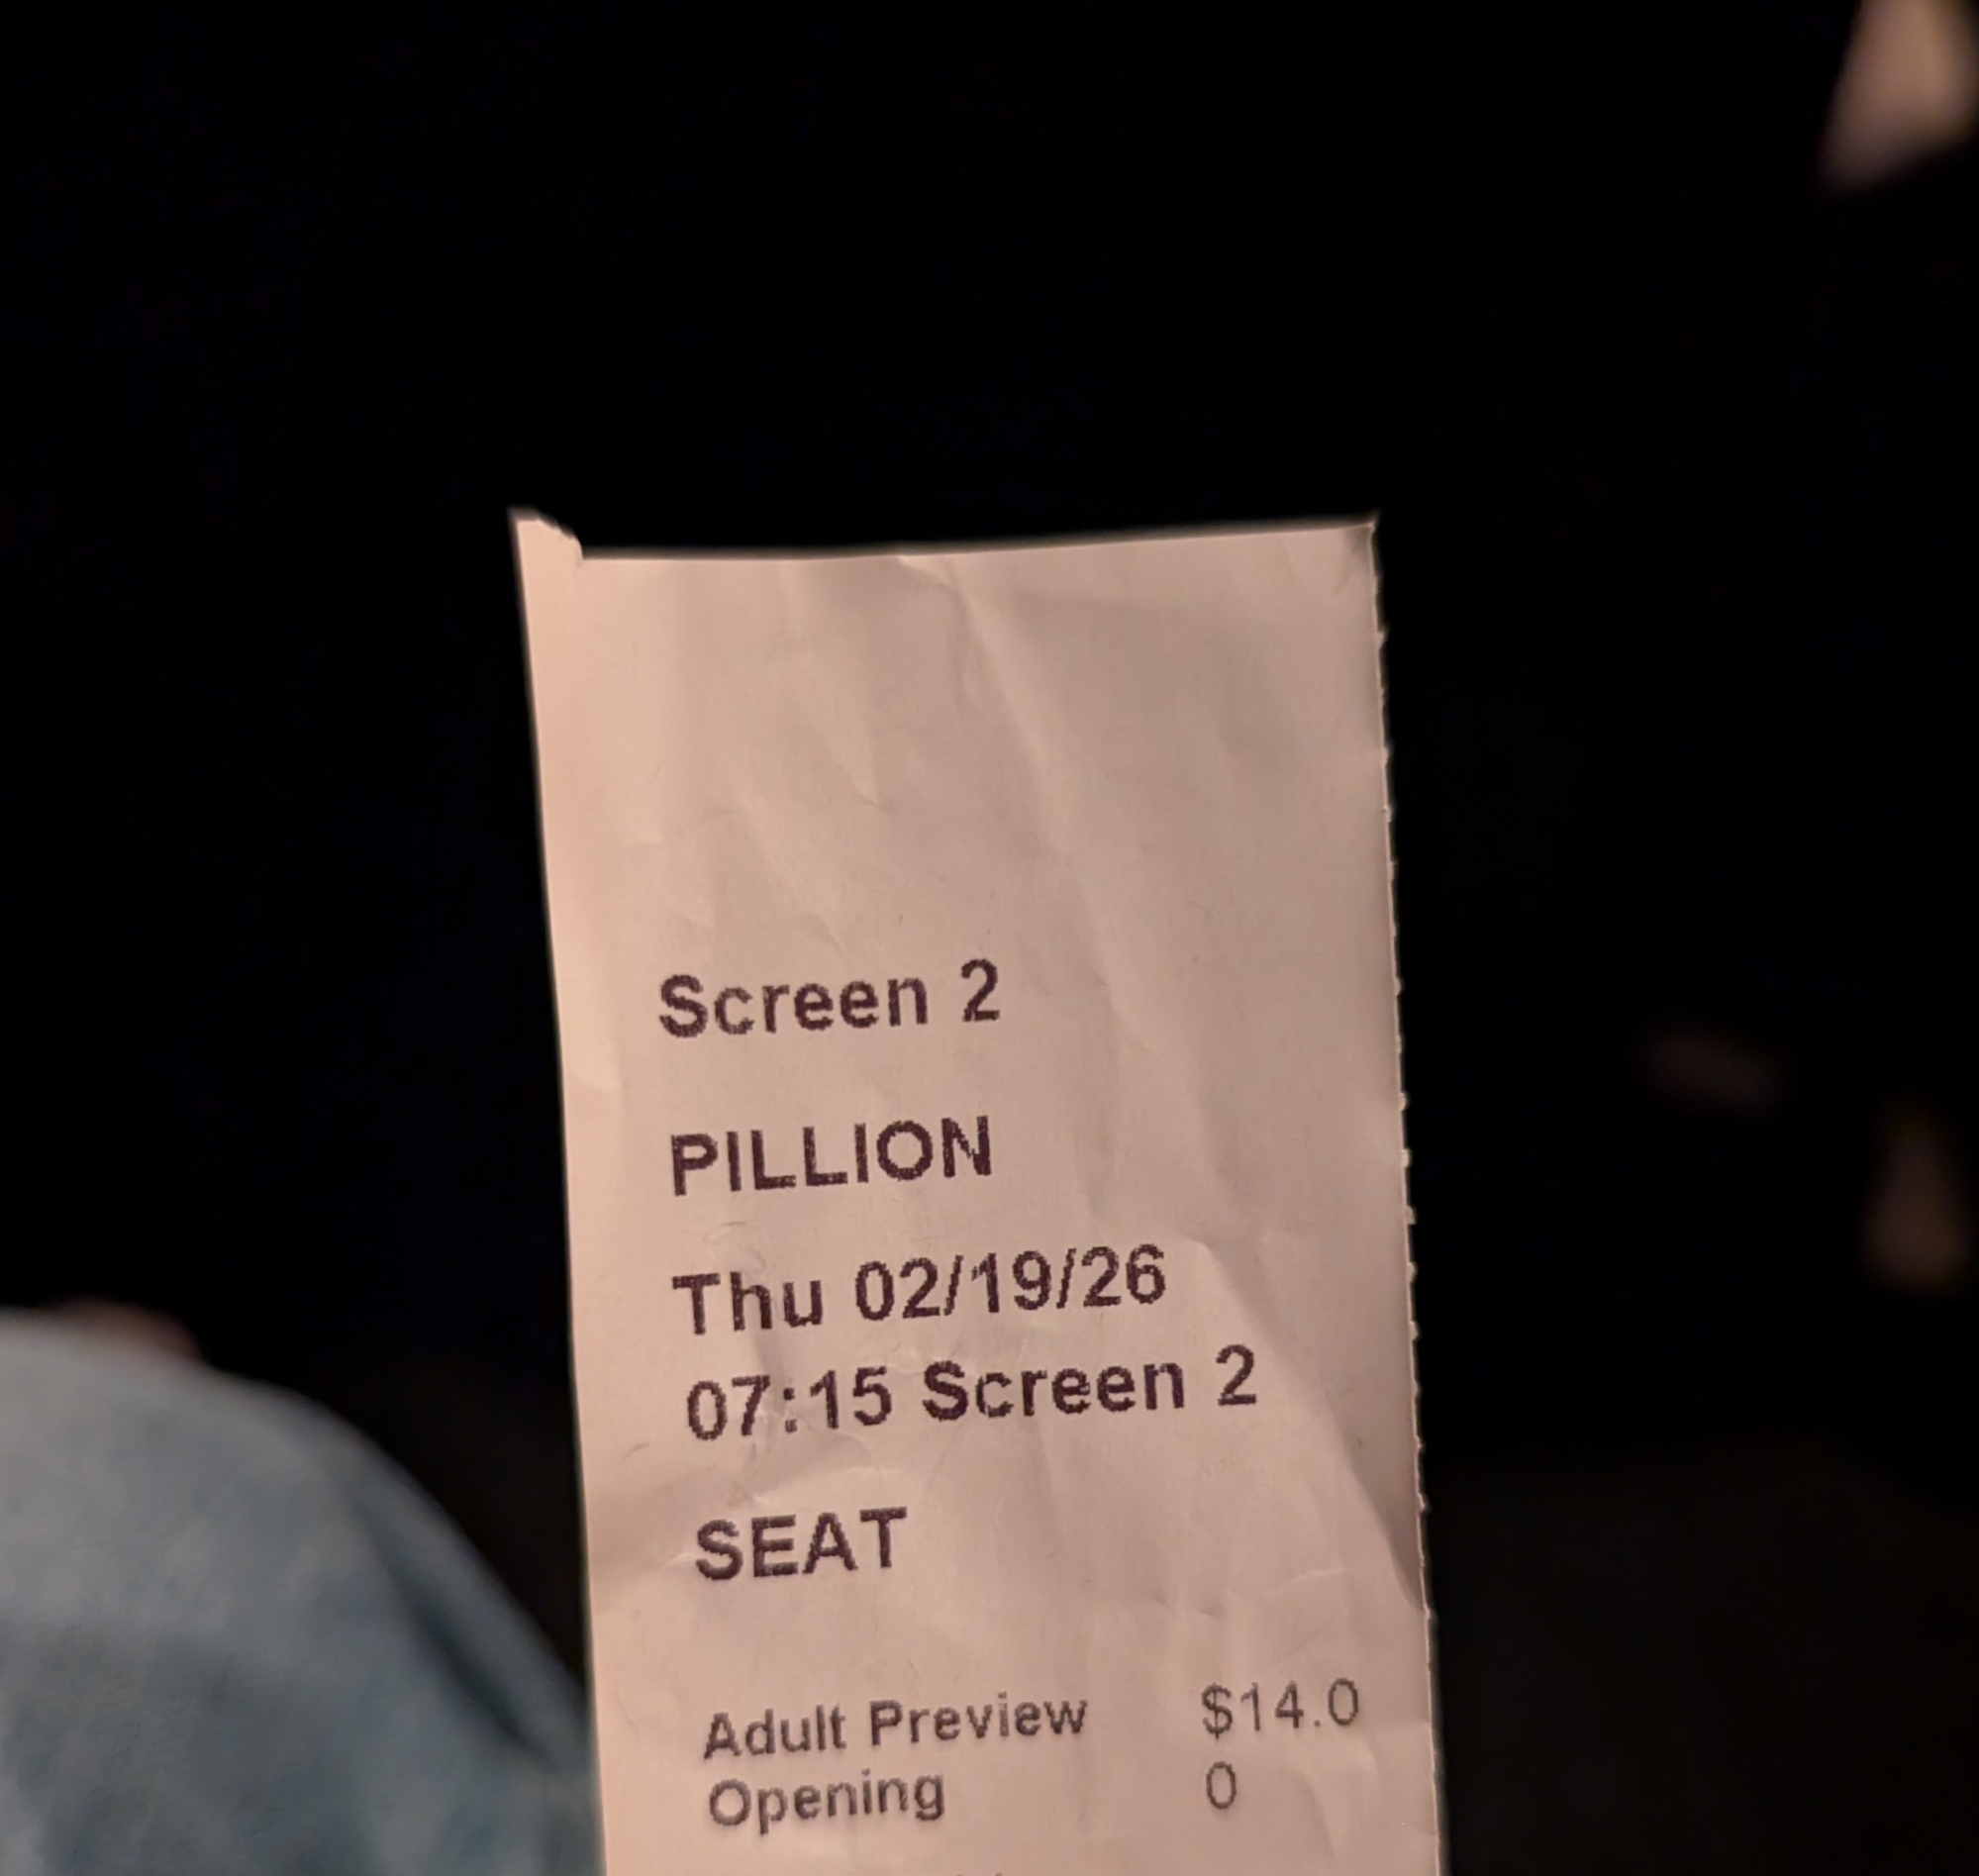 Screen 2
PILLION
Thu 02/19/26
07:15 Screen 2
SEAT
Adult Preview $14.0
Opening 0